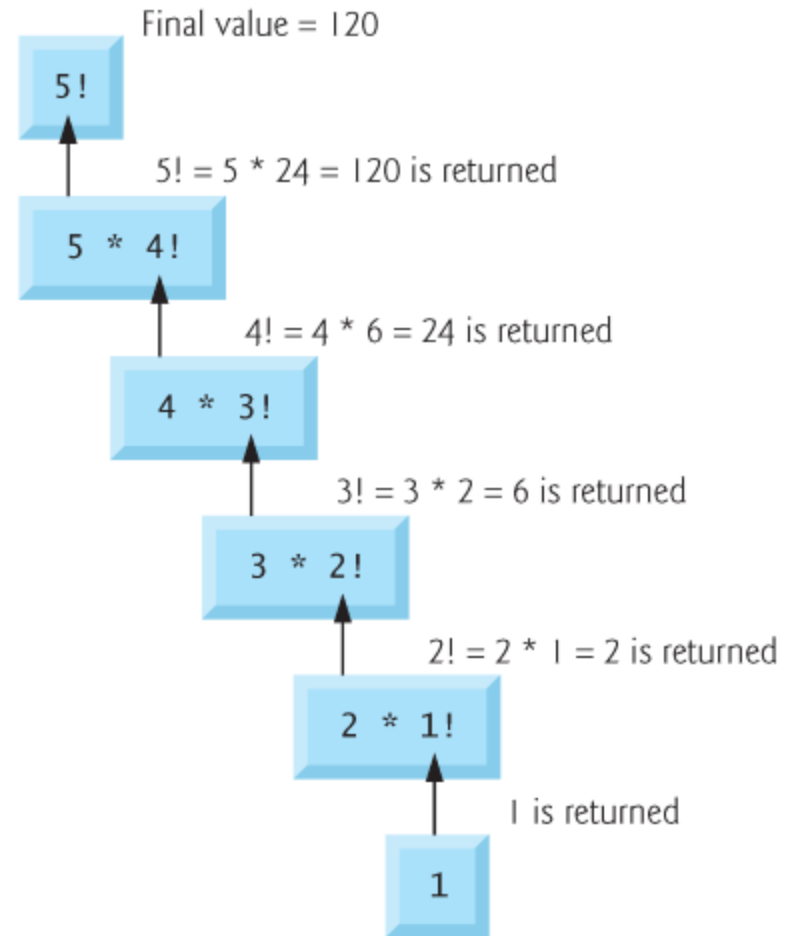 Final value = 120
5!
5! = 5 * 24 = 120 is returned
5 * 4!
4! = 4 * 6 = 24 is returned
4 * 3!
3! = 3 * 2 = 6 is returned
3 * 2!
2! = 2 * 1 = 2 is returned
2 * 1!
1 is returned
1